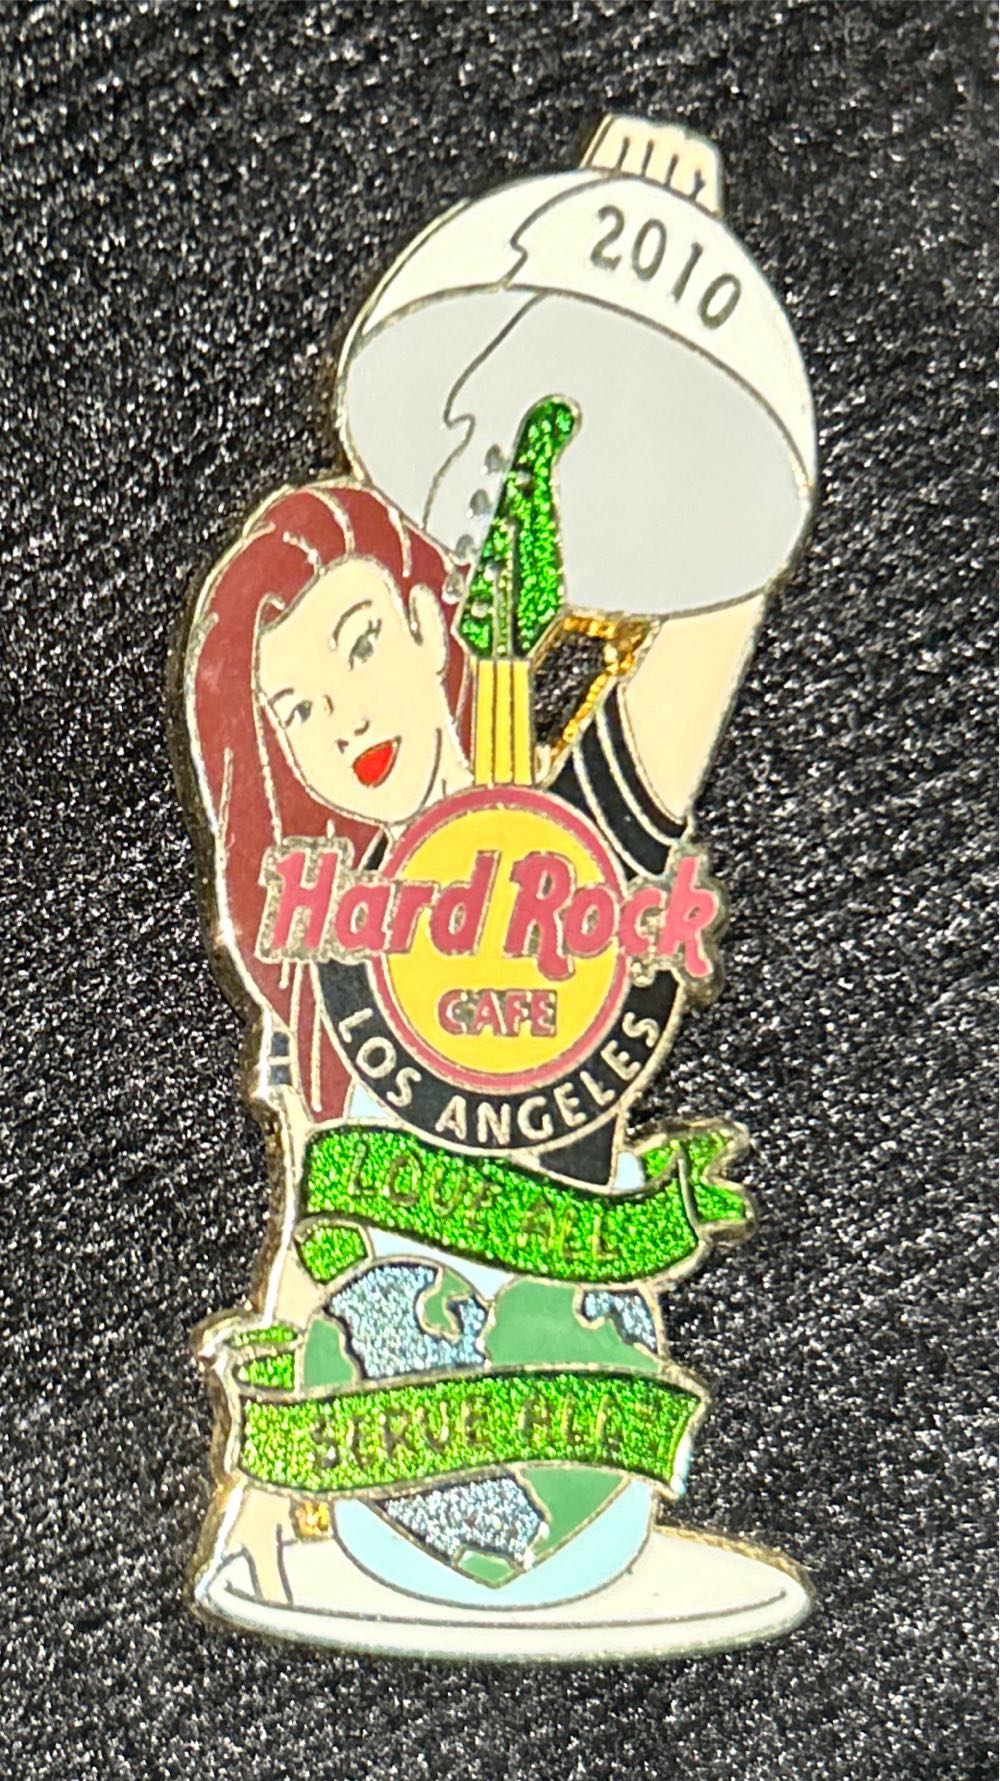 2010
Hard Rock
CAFE
LOS ANGELES
LOVE ALL
SERVE ALL